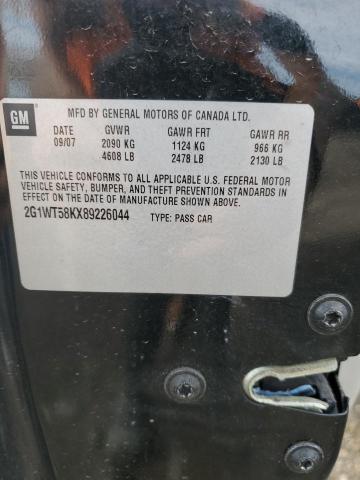 GM
MFD BY GENERAL MOTORS OF CANADA LTD.
DATE GVWR GAWR FRT GAWR RR
09/07 2090 KG 1124 KG 966 KG
4608 LB 2478 LB 2130 LB
THIS VEHICLE CONFORMS TO ALL APPLICABLE U.S. FEDERAL MOTOR
VEHICLE SAFETY, BUMPER, AND THEFT PREVENTION STANDARDS IN
EFFECT ON THE DATE OF MANUFACTURE SHOWN ABOVE.
2G1WT58KX89226044 TYPE: PASS CAR